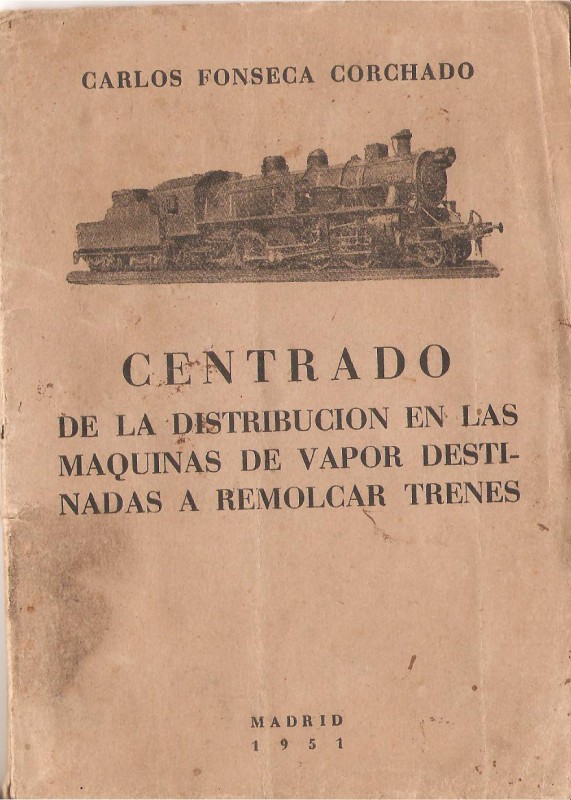 CARLOS FONSECA CORCHADO
CENTRADO
DE LA DISTRIBUCION EN LAS
MAQUINAS DE VAPOR DESTI-
NADAS A REMOLCAR TRENES
MADRID
1951